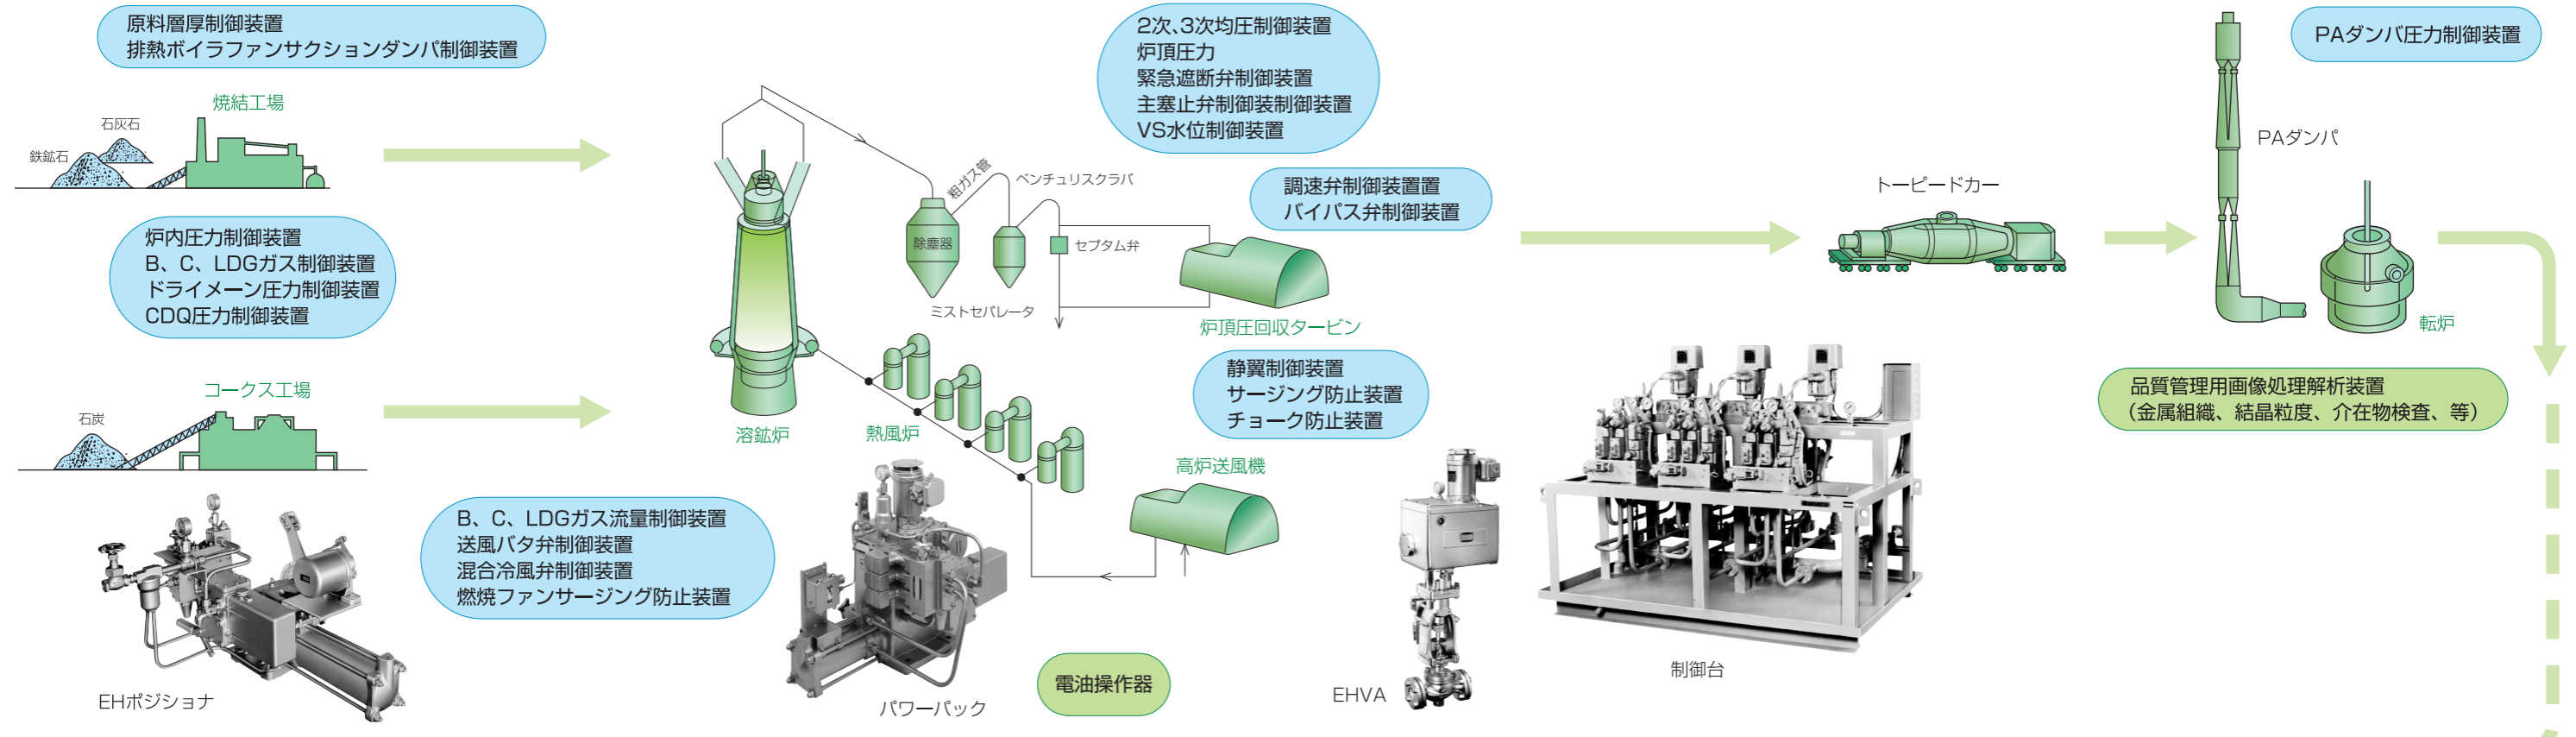 原料層厚制御装置
排熱ボイラファンサクションダンパ制御装置
焼結工場
石灰石
鉄鉱石
炉内圧力制御装置
B、C、LDGガス制御装置
ドライメーン圧力制御装置
CDQ圧力制御装置
コークス工場
石炭
EHポジショナ
B、C、LDGガス流量制御装置
送風バタ弁制御装置
混合冷風弁制御装置
燃焼ファンサージング防止装置
溶鉱炉
熱風炉
2次、3次均圧制御装置
炉頂圧力
緊急遮断弁制御装置
主塞止弁制御装制御装置
VS水位制御装置
粗ガス管
ベンチュリスクラバ
除塵器
セプタム弁
ミストセパレータ
調速弁制御装置置
バイパス弁制御装置
炉頂圧回収タービン
静翼制御装置
サージング防止装置
チョーク防止装置
高炉送風機
パワーパック
電油操作器
EHVA
制御台
トーピードカー
PAダンパ圧力制御装置
PAダンパ
転炉
品質管理用画像処理解析装置
（金属組織、結晶粒度、介在物検査、等）